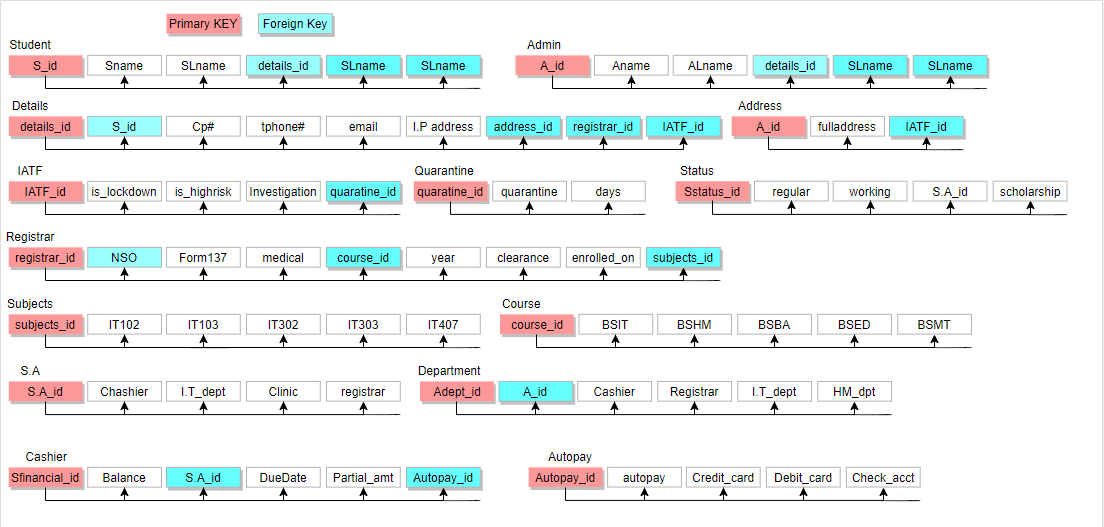 Primary KEY Foreign Key
Student Admin
S_id Sname SLname details_id SLname SLname A_id Aname ALname details_id SLname SLname
Details Address
details_id S_id Cp# tphone# email I.P address address_id registrar_id IATF_id A_id fulladdress IATF_id
IATF Quarantine Status
IATF_id is_lockdown is_highrisk Investigation quaratine_id quaratine_id quarantine days Sstatus_id regular working S.A_id scholarship
Registrar
registrar_id NSO Form137 medical course_id year clearance enrolled_on subjects_id
Subjects Course
subjects_id IT102 IT103 IT302 IT303 IT407 course_id BSIT BSHM BSBA BSED BSMT
S.A Department
S.A_id Chashier I.T_dept Clinic registrar Adept_id A_id Cashier Registrar I.T_dept HM_dpt
Cashier Autopay
Sfinancial_id Balance S.A_id DueDate Partial_amt Autopay_id Autopay_id autopay Credit_card Debit_card Check_acct